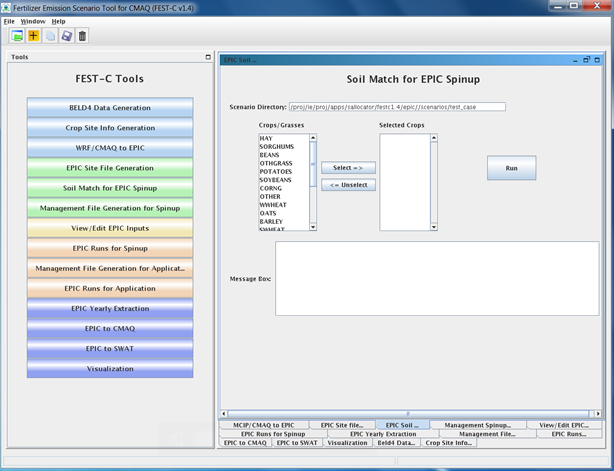 Fertilizer Emission Scenario Tool for CMAQ (FEST-C v1.4)
File Window Help
Tools
FEST-C Tools
BELD4 Data Generation
Crop Site Info Generation
WRF/CMAQ to EPIC
EPIC Site File Generation
Soil Match for EPIC Spinup
Management File Generation for Spinup
View/Edit EPIC Inputs
EPIC Runs for Spinup
Management File Generation for Applicat...
EPIC Runs for Application
EPIC Yearly Extraction
EPIC to CMAQ
EPIC to SWAT
Visualization
EPIC Soil ...
Soil Match for EPIC Spinup
Scenario Directory: /proj/ie/proj/apps/sallocator/festc1.4/epic//scenarios/test_case
Crops/Grasses Selected Crops
HAY
SORGHUMS
BEANS
OTHGRASS
POTATOES
SOYBEANS
CORNG
OTHER
WWHEAT
OATS
BARLEY
SWHEAT
Select =>
<= Unselect
Run
Message Box:
MCIP/CMAQ to EPIC EPIC Site file... EPIC Soil ... Management Spinup... View/Edit EPIC...
EPIC Runs for Spinup EPIC Yearly Extraction Management File... EPIC Runs...
EPIC to CMAQ EPIC to SWAT Visualization Beld4 Data... Crop Site Info...